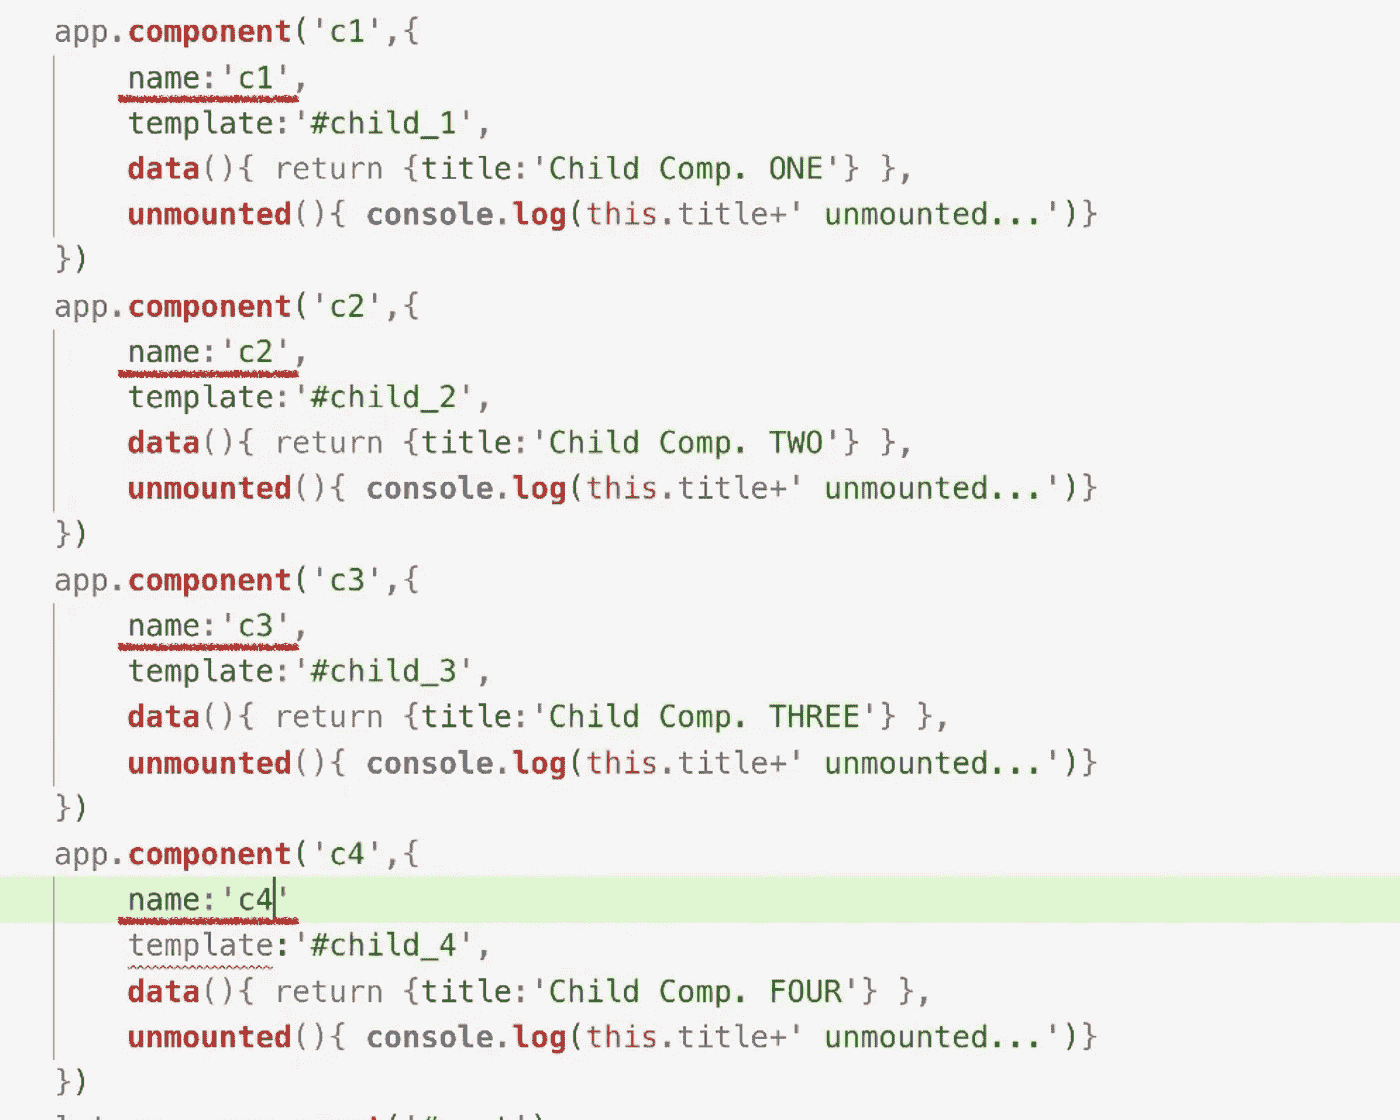 app.component('c1',{
name:'c1',
template:'#child_1',
data(){ return {title:'Child Comp. ONE'} },
unmounted(){ console.log(this.title+' unmounted...')}
})
app.component('c2',{
name:'c2',
template:'#child_2',
data(){ return {title:'Child Comp. TWO'} },
unmounted(){ console.log(this.title+' unmounted...')}
})
app.component('c3',{
name:'c3',
template:'#child_3',
data(){ return {title:'Child Comp. THREE'} },
unmounted(){ console.log(this.title+' unmounted...')}
})
app.component('c4',{
name:'c4'
template:'#child_4',
data(){ return {title:'Child Comp. FOUR'} },
unmounted(){ console.log(this.title+' unmounted...')}
})